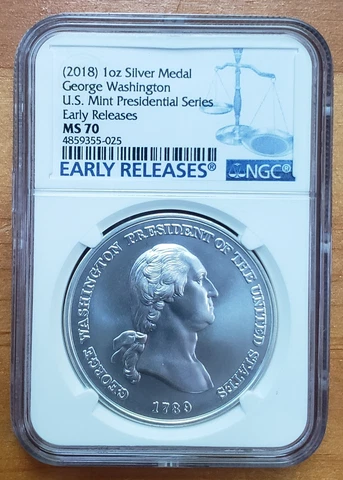 (2018) 1oz Silver Medal
George Washington
U.S. Mint Presidential Series
Early Releases
MS 70
4859355-025
EARLY RELEASES®
NGC®
GEORGE WASHINGTON PRESIDENT OF THE UNITED STATES
1789